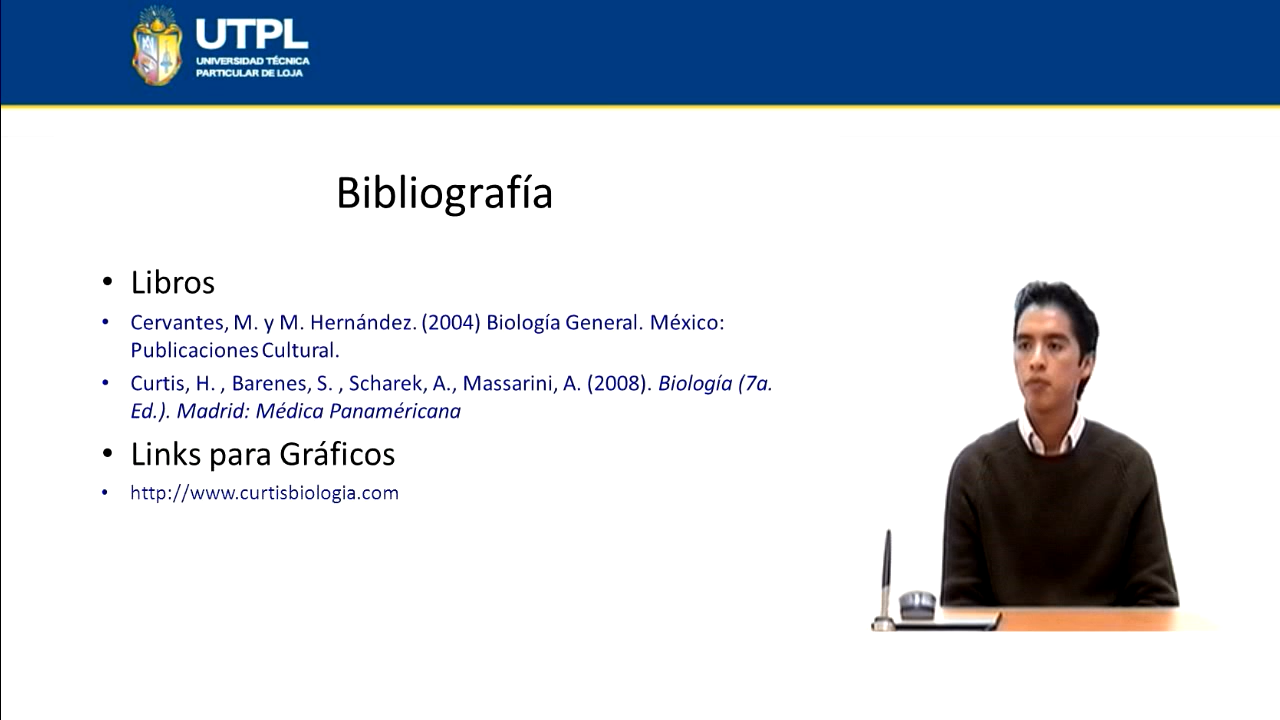 UTPL
UNIVERSIDAD TÉCNICA
PARTICULAR DE LOJA
Bibliografía
• Libros
• Cervantes, M. y M. Hernández. (2004) Biología General. México:
Publicaciones Cultural.
• Curtis, H. , Barenes, S. , Scharek, A., Massarini, A. (2008). Biología (7a.
Ed.). Madrid: Médica Panaméricana
• Links para Gráficos
• http://www.curtisbiologia.com